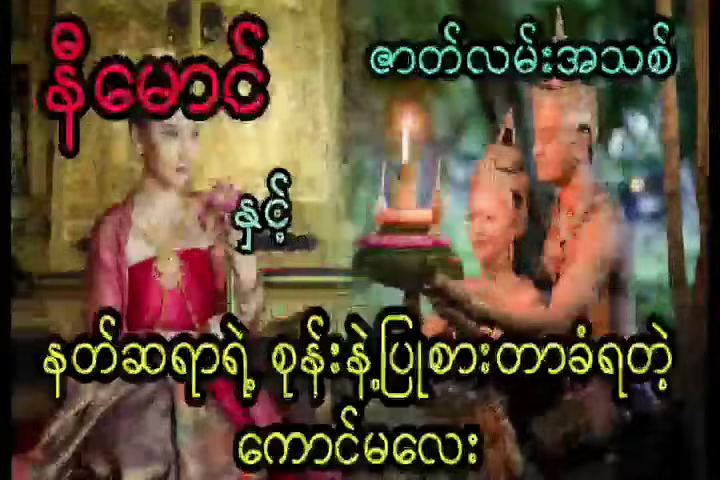 နီမောင်
ဇာတ်လမ်းအသစ်
နှင့်
နတ်ဆရာရဲ့ စုန်းနဲ့ပြုစားတာခံရတဲ့
ကောင်မလေး